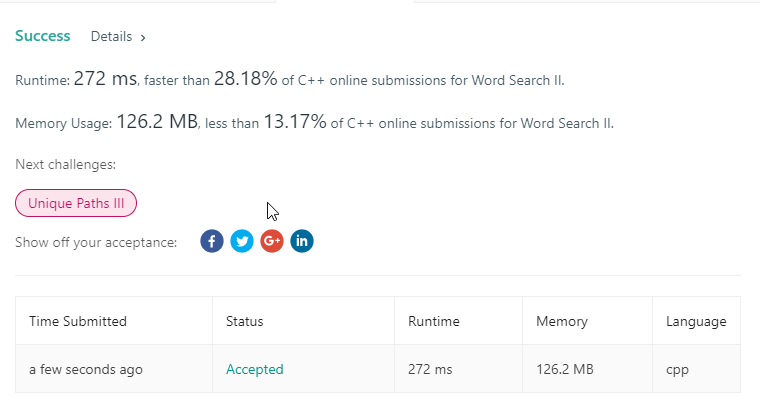 Success Details >
Runtime: 272 ms, faster than 28.18% of C++ online submissions for Word Search II.
Memory Usage: 126.2 MB, less than 13.17% of C++ online submissions for Word Search II.
Next challenges:
Unique Paths III
Show off your acceptance: f G+ in
Time Submitted Status Runtime Memory Language
a few seconds ago Accepted 272 ms 126.2 MB cpp